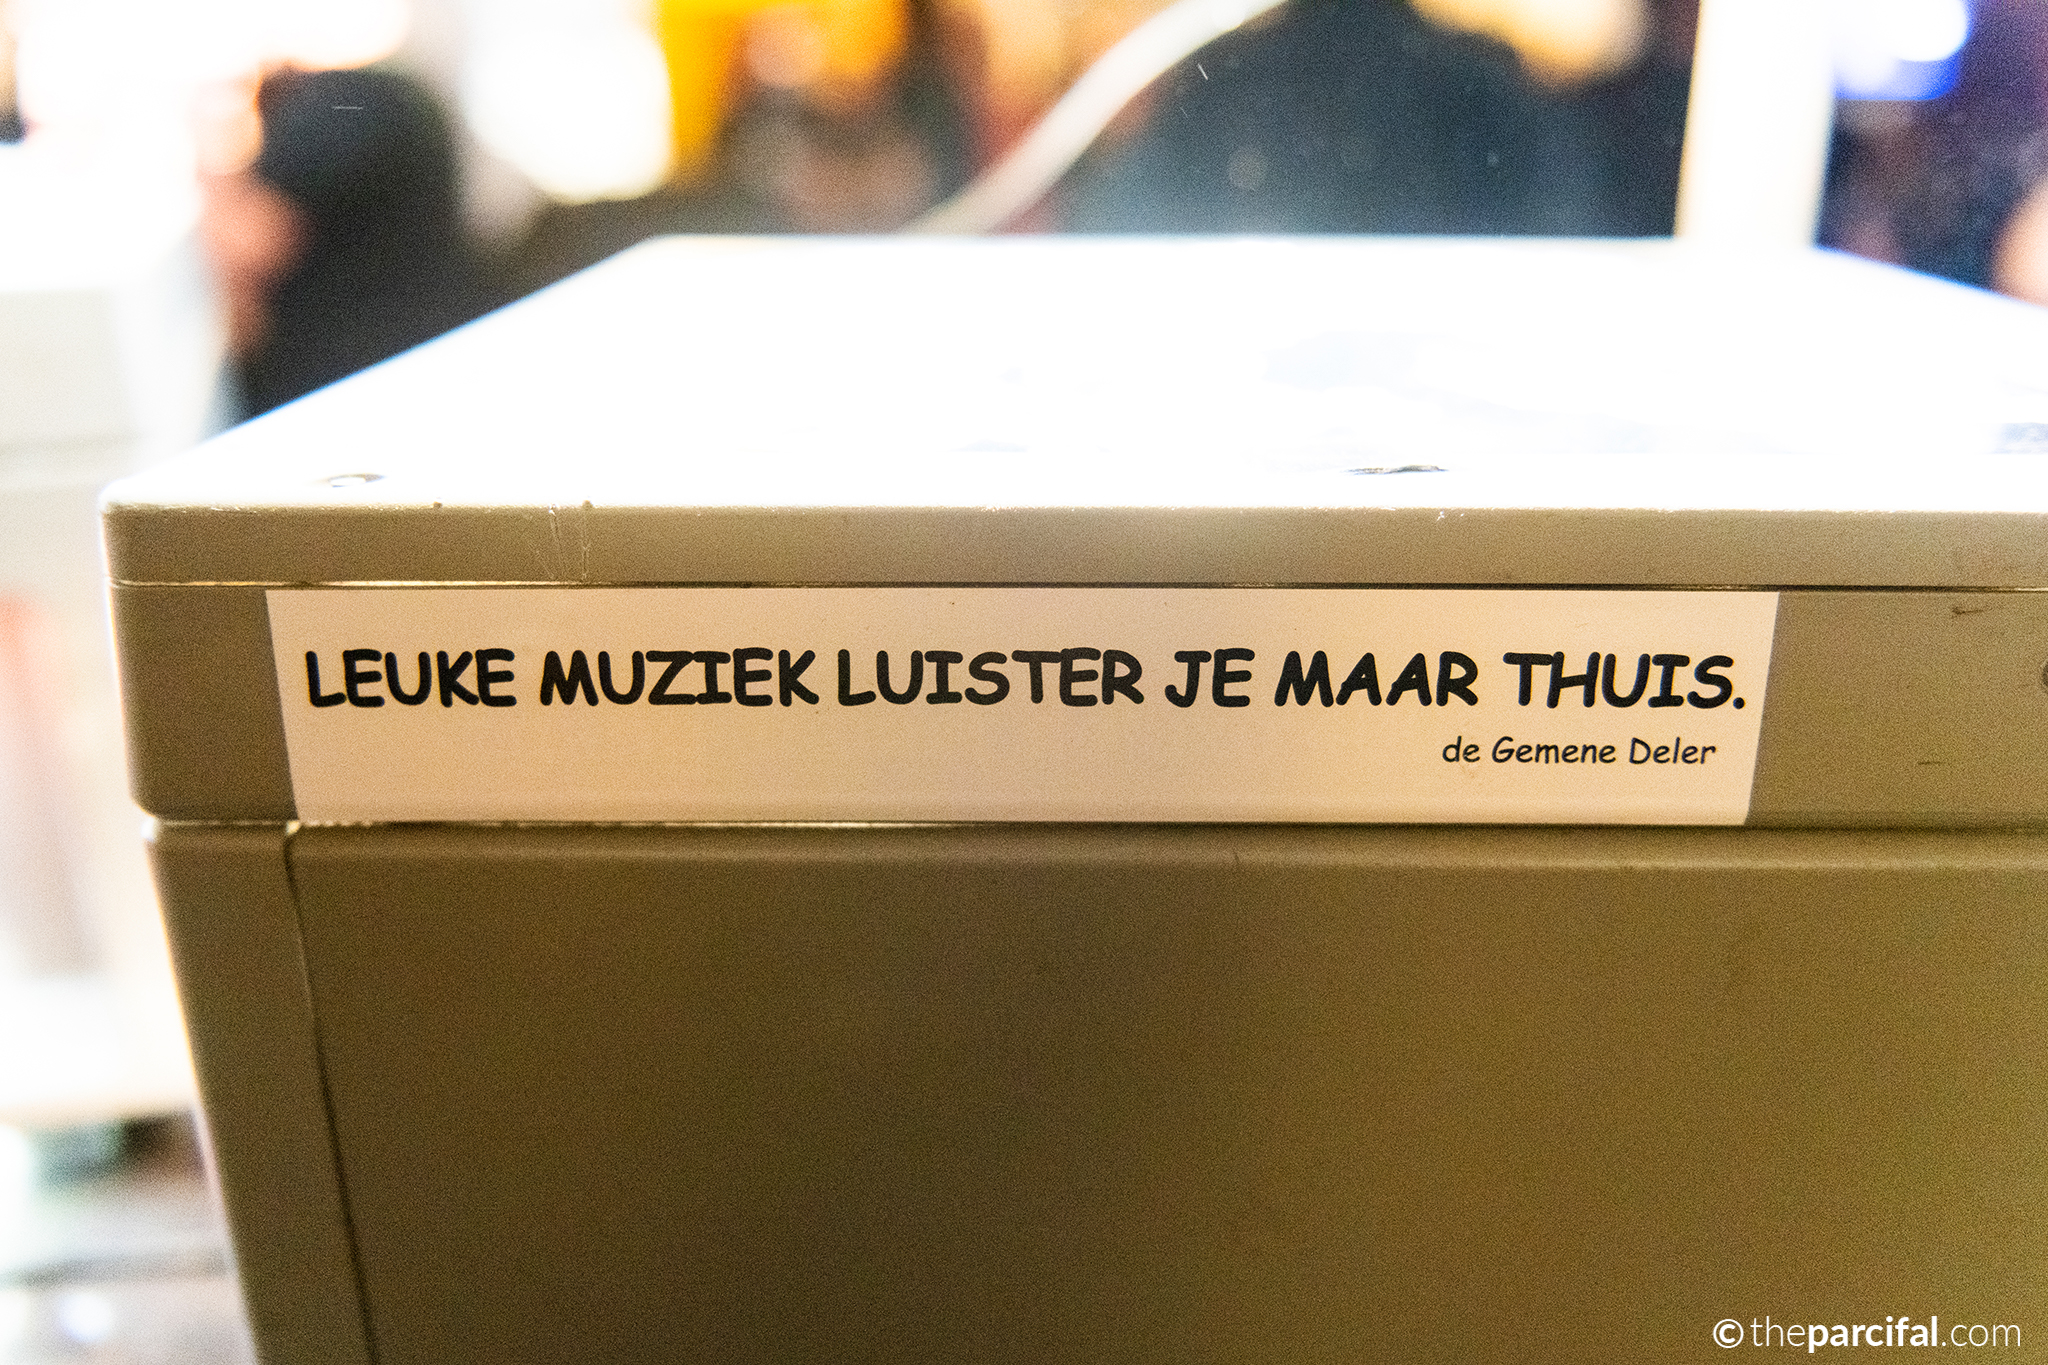 LEUKE MUZIEK LUISTER JE MAAR THUIS.
de Gemene Deler
© theparcifal.com